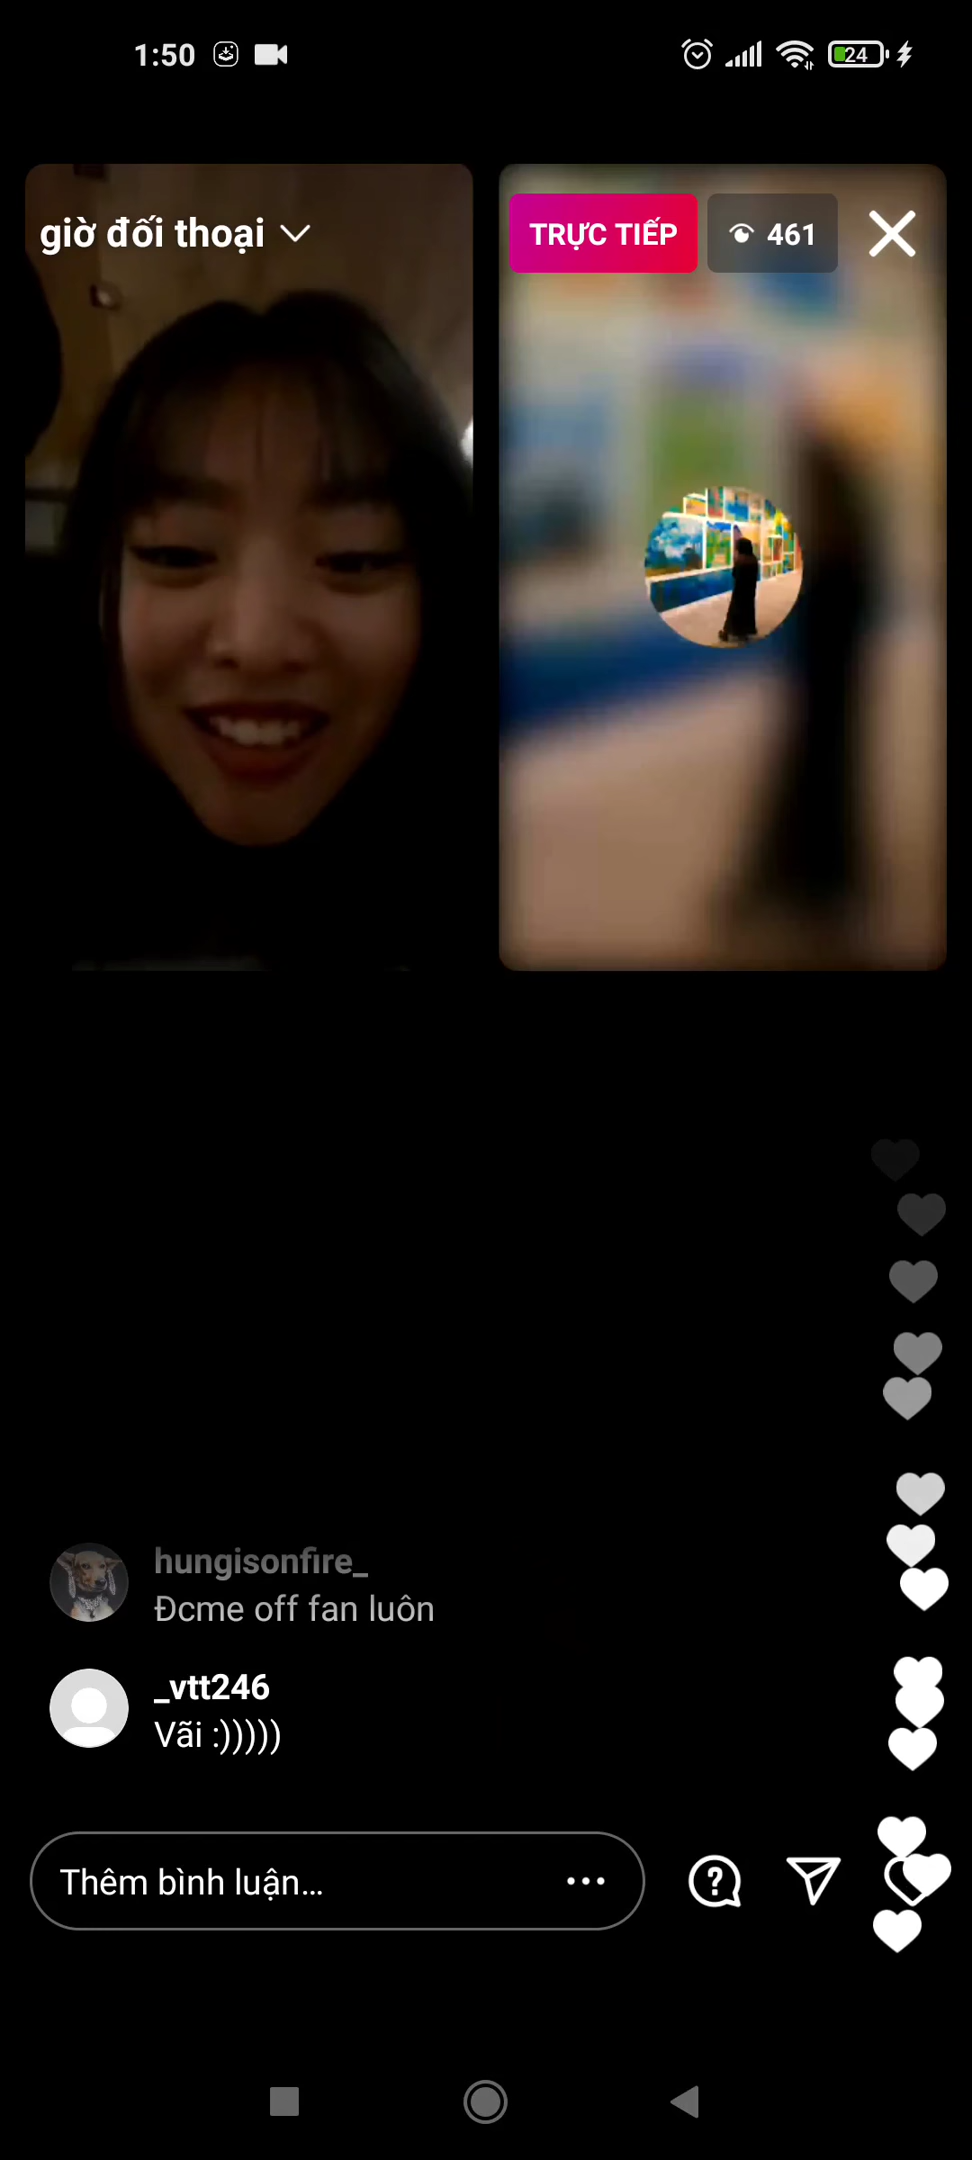 1:50
24
giờ đối thoại
TRỰC TIẾP
461
hungisonfire_
Đcme off fan luôn
_vtt246
Vãi :)))))
Thêm bình luận...